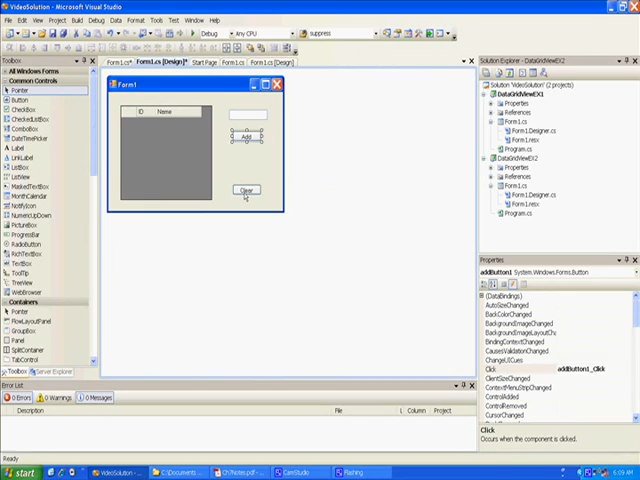 VideoSolution - Microsoft Visual Studio
File Edit View Project Build Debug Data Format Tools Test Window Help
Debug Any CPU suppress
Toolbox
All Windows Forms
Common Controls
Pointer
Button
CheckBox
CheckedListBox
ComboBox
DateTimePicker
Label
LinkLabel
ListBox
ListView
MaskedTextBox
MonthCalendar
NotifyIcon
NumericUpDown
PictureBox
ProgressBar
RadioButton
RichTextBox
TextBox
ToolTip
TreeView
WebBrowser
Containers
Pointer
FlowLayoutPanel
GroupBox
Panel
SplitContainer
TabControl
Toolbox Server Explorer
Form1.cs* Form1.cs [Design]* Start Page Form1.cs Form1.cs [Design]
Form1
ID Name
Add
Clear
Solution Explorer - DataGridViewEX1
Solution 'VideoSolution' (2 projects)
DataGridViewEX1
Properties
References
Form1.cs
Form1.Designer.cs
Form1.resx
Program.cs
DataGridViewEX2
Properties
References
Form1.cs
Form1.Designer.cs
Form1.resx
Program.cs
Properties
addButton1 System.Windows.Forms.Button
(DataBindings)
AutoSizeChanged
BackColorChanged
BackgroundImageChanged
BackgroundImageLayoutCha
BindingContextChanged
CausesValidationChanged
ChangeUICues
Click addButton1_Click
ClientSizeChanged
ContextMenuStripChanged
ControlAdded
ControlRemoved
CursorChanged
Click
Occurs when the component is clicked.
Error List
0 Errors 0 Warnings 0 Messages
Description File L Column Project
Ready
start VideoSolution - Mic... C:\Documents ... Ch7Notes.pdf - ... CamStudio Flashing 6:09 AM